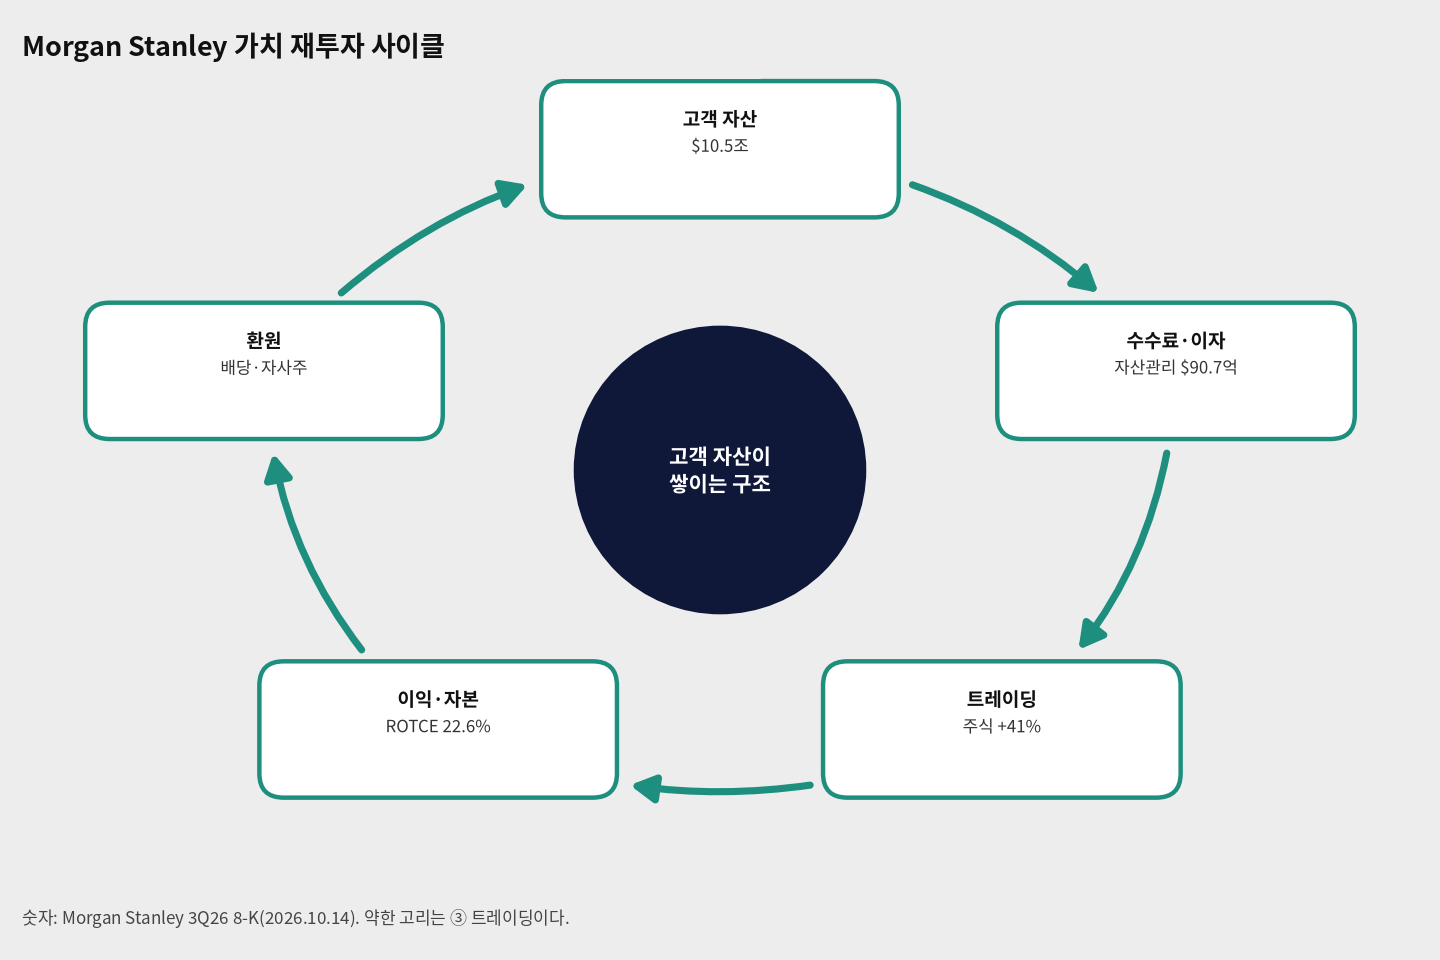 Morgan Stanley 가치 재투자 사이클
고객 자산
$10.5조
환원
배당·자사주
수수료·이자
자산관리 $90.7억
고객 자산이
쌓이는 구조
이익·자본
ROTCE 22.6%
트레이딩
주식 +41%
숫자: Morgan Stanley 3Q26 8-K(2026.10.14). 약한 고리는 ③ 트레이딩이다.